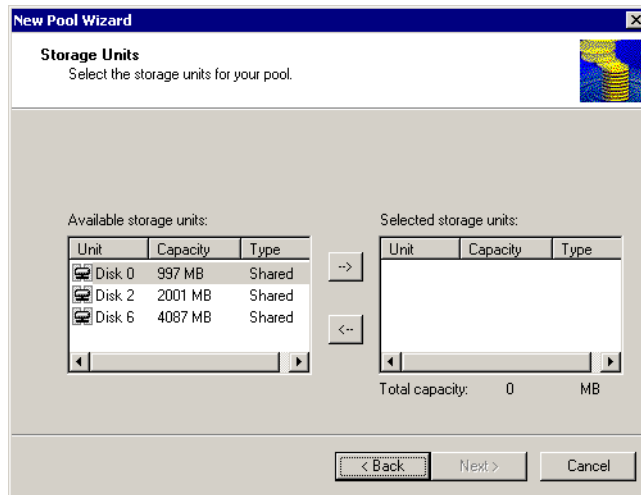 New Pool Wizard
Storage Units
Select the storage units for your pool.
Available storage units:
Unit Capacity Type
Disk 0 997 MB Shared
Disk 2 2001 MB Shared
Disk 6 4087 MB Shared
-->
<--
Selected storage units:
Unit Capacity Type
Total capacity: 0 MB
< Back Next > Cancel